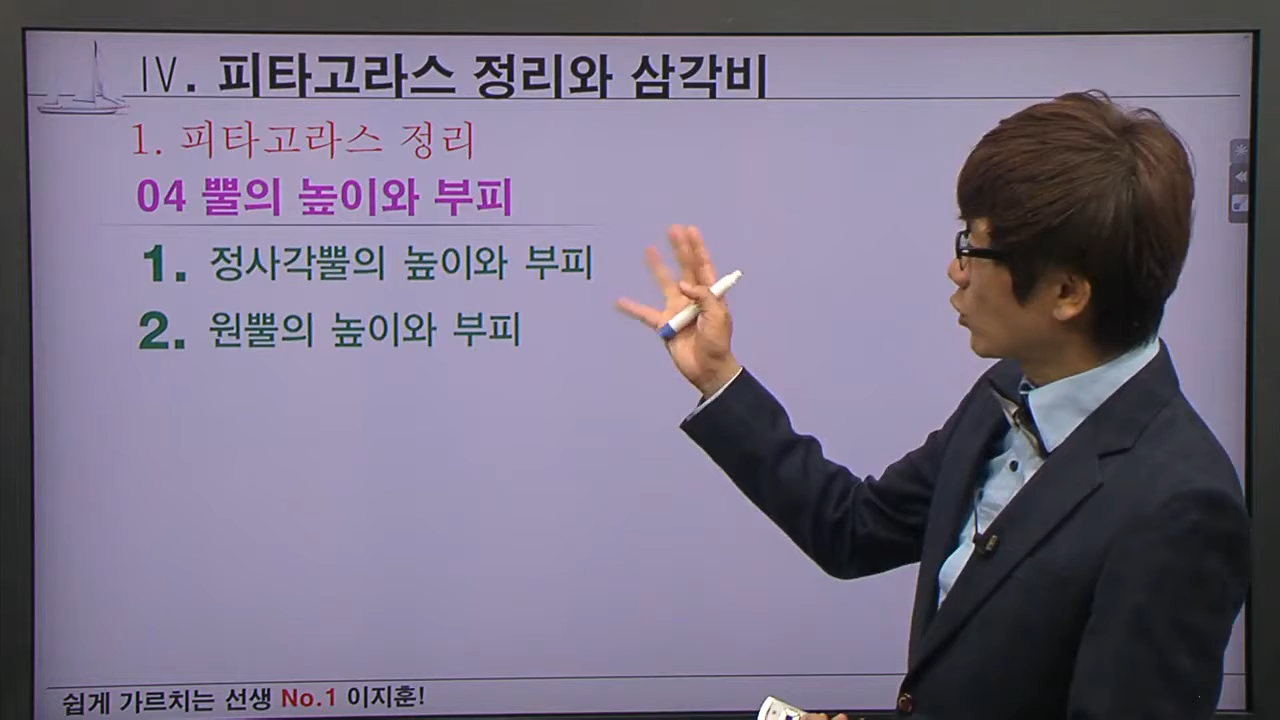 IV. 피타고라스 정리와 삼각비
1. 피타고라스 정리
04 뿔의 높이와 부피
1. 정사각뿔의 높이와 부피
2. 원뿔의 높이와 부피
쉽게 가르치는 선생 No.1 이지훈!